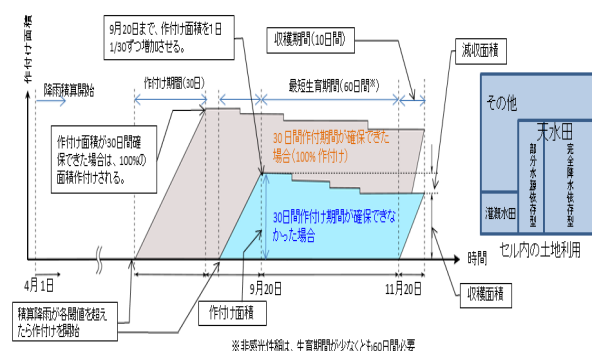 作付け面積
9月20日まで、作付け面積を1日
1/30ずつ増加させる。
収穫期間(10日間)
減収面積
降雨積算開始
作付け期間(30日)
最短生育期間(60日間※)
作付け面積が30日間確
保できた場合は、100%の
面積作付けされる。
30日間作付期間が確保できた
場合(100% 作付け)
30日間作付け期間が確保できな
かった場合
時間
4月1日
9月20日
11月20日
積算降雨が各閾値を超え
たら作付けを開始
作付け面積
収穫面積
※非感光性稲は、生育期間が少なくとも60日間必要
その他
天水田
部分水源依存型
完全降水依存型
灌漑水田
セル内の土地利用